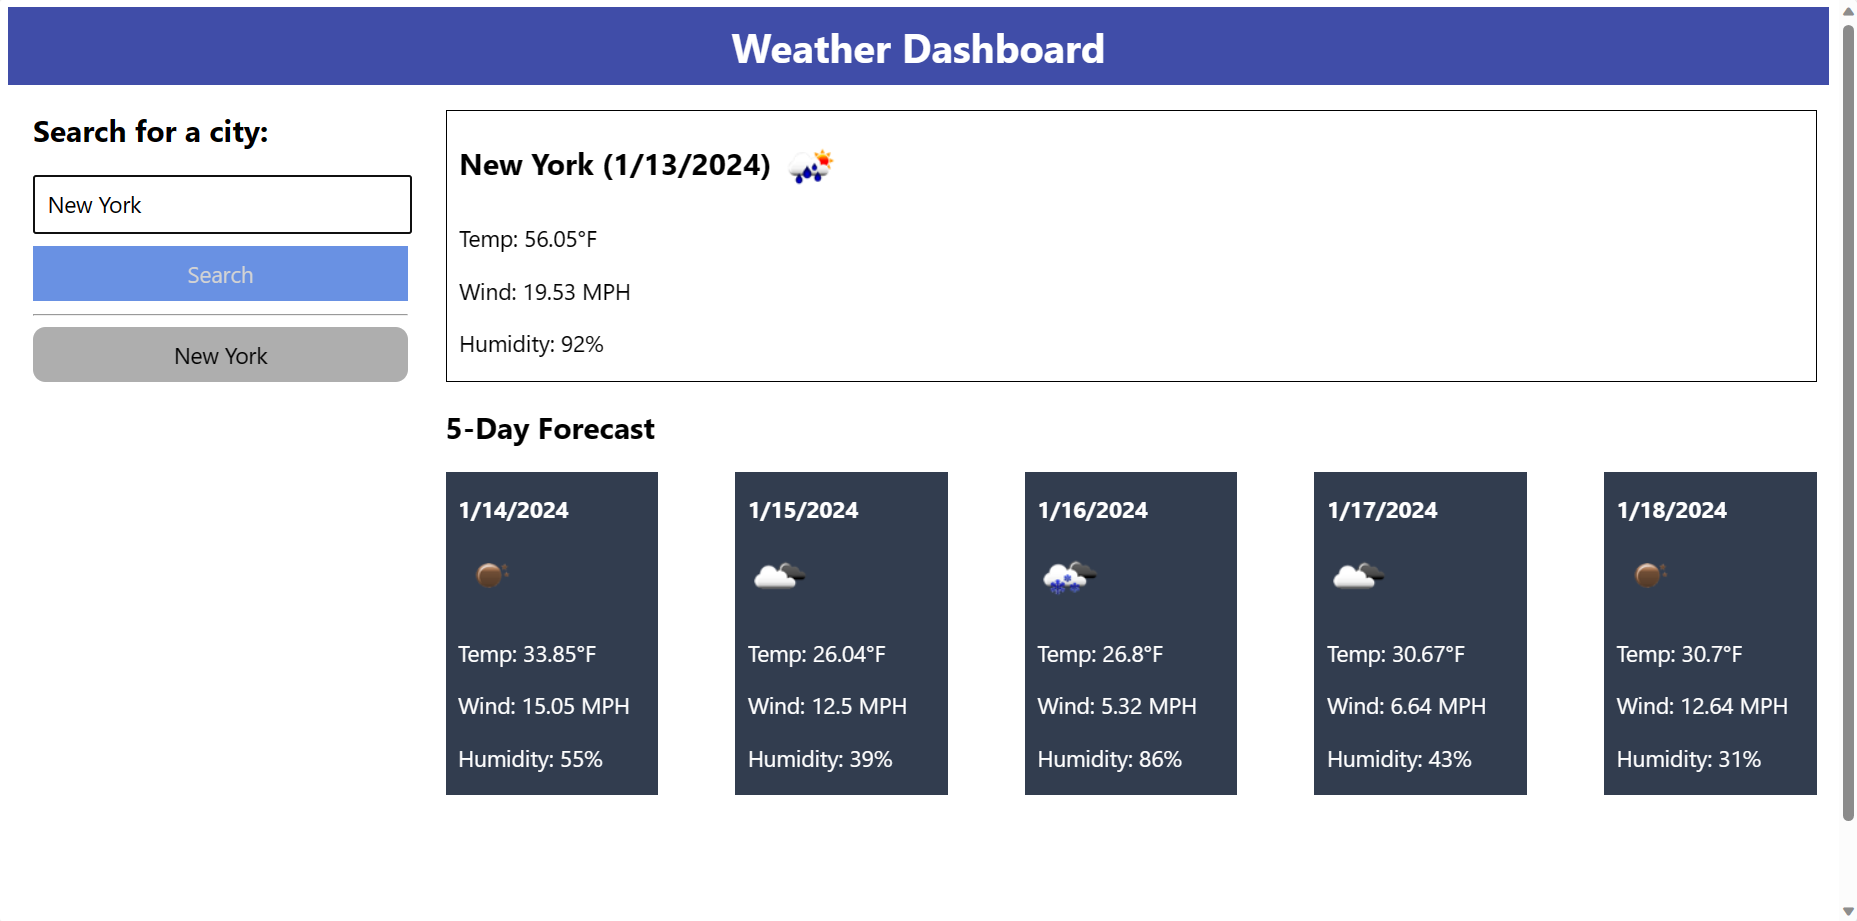 Weather Dashboard
Search for a city:
New York
Search
New York
New York (1/13/2024)
Temp: 56.05°F
Wind: 19.53 MPH
Humidity: 92%
5-Day Forecast
1/14/2024
Temp: 33.85°F
Wind: 15.05 MPH
Humidity: 55%
1/15/2024
Temp: 26.04°F
Wind: 12.5 MPH
Humidity: 39%
1/16/2024
Temp: 26.8°F
Wind: 5.32 MPH
Humidity: 86%
1/17/2024
Temp: 30.67°F
Wind: 6.64 MPH
Humidity: 43%
1/18/2024
Temp: 30.7°F
Wind: 12.64 MPH
Humidity: 31%